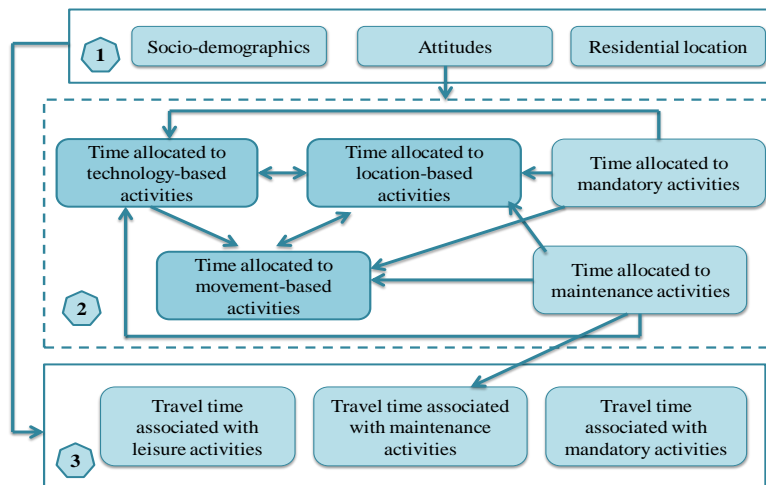 1
Socio-demographics
Attitudes
Residential location
Time allocated to
technology-based
activities
Time allocated to
location-based
activities
Time allocated to
mandatory activities
Time allocated to
movement-based
activities
Time allocated to
maintenance activities
2
Travel time
associated with
leisure activities
Travel time associated
with maintenance
activities
Travel time
associated with
mandatory activities
3